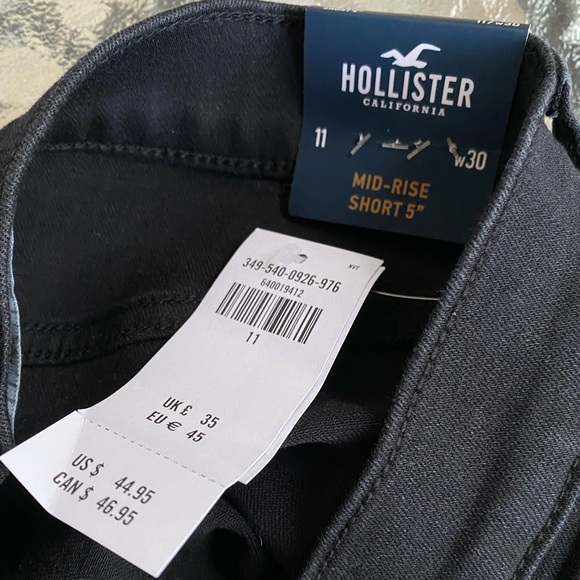 HOLLISTER
CALIFORNIA
11
w30
MID-RISE
SHORT 5"
XVT
349-540-0926-976
640019412
11
UK £ 35
EU € 45
US $ 44.95
CAN $ 46.95